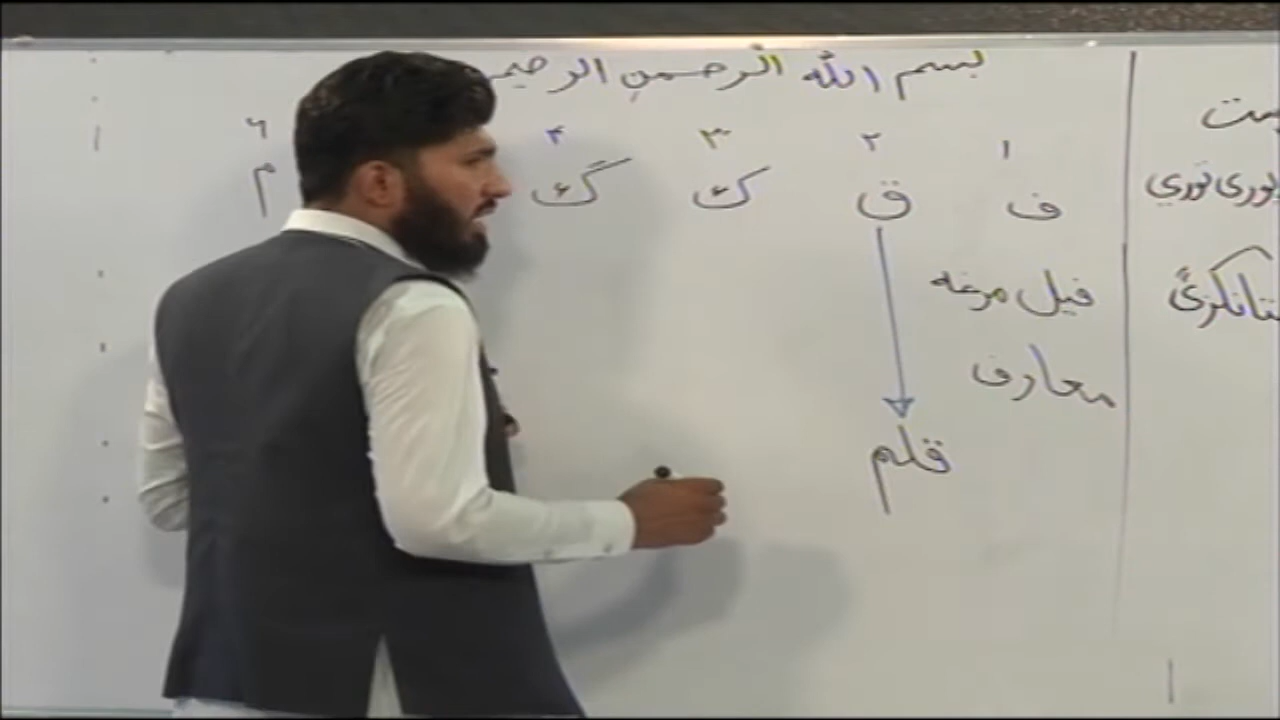 بسم الله الرحمن الرحیم
۱ ۲ ۳ ۴ ۶
ف ق ک گ م
فیل مرغه
معارف
قلم